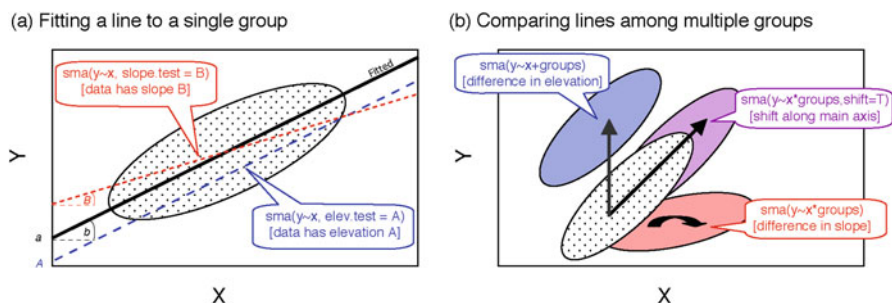 (a) Fitting a line to a single group
sma(y~x, slope.test = B)
[data has slope B]
Fitted
Y
B
a
b
A
sma(y~x, elev.test = A)
[data has elevation A]
X
(b) Comparing lines among multiple groups
sma(y~x+groups)
[difference in elevation]
sma(y~x*groups,shift=T)
[shift along main axis]
Y
sma(y~x*groups)
[difference in slope]
X